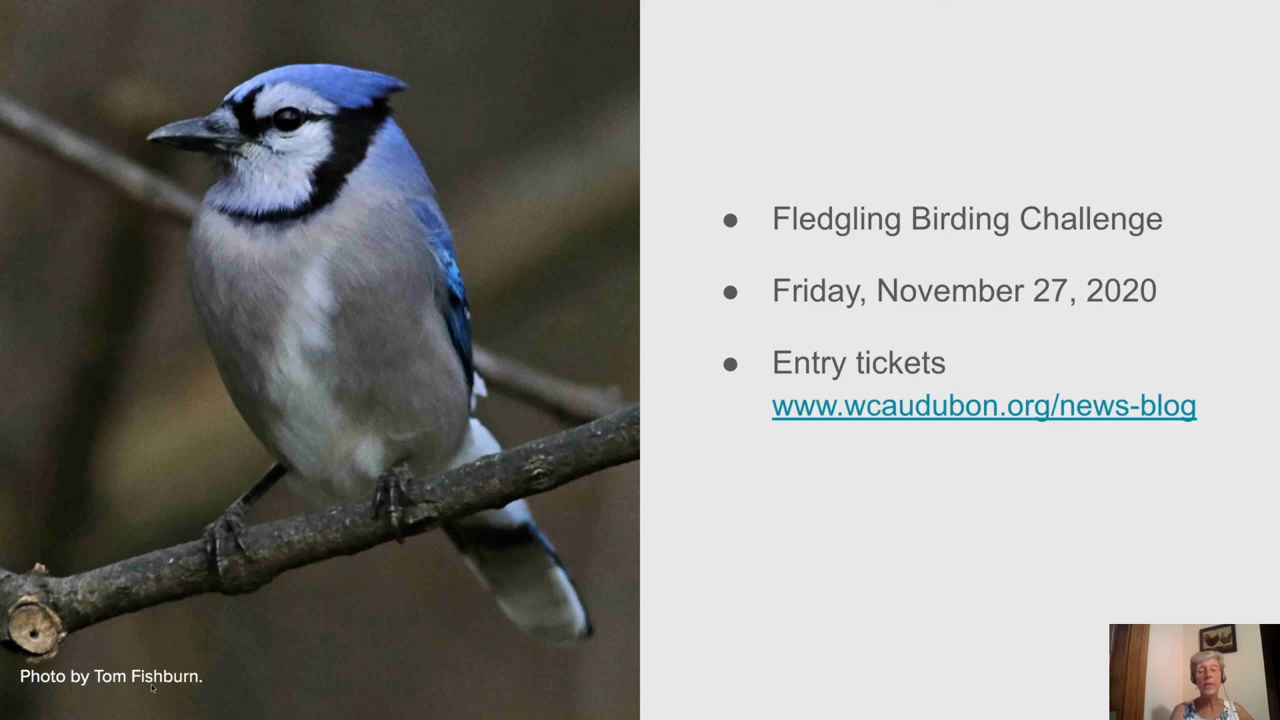 Fledgling Birding Challenge
Friday, November 27, 2020
Entry tickets
www.wcaudubon.org/news-blog
Photo by Tom Fishburn.